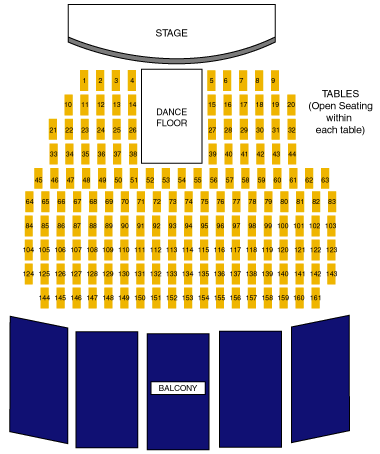 STAGE
1 2 3 4 5 6 7 8 9
TABLES
(Open Seating
within
each table)
10 11 12 13 14 15 16 17 18 19 20
DANCE
FLOOR
21 22 23 24 25 26 27 28 29 30 31 32
33 34 35 36 37 38 39 40 41 42 43 44
45 46 47 48 49 50 51 52 53 54 55 56 57 58 59 60 61 62 63
64 65 66 67 68 69 70 71 72 73 74 75 76 77 78 79 80 81 82 83
84 85 86 87 88 89 90 91 92 93 94 95 96 97 98 99 100 101 102 103
104 105 106 107 108 109 110 111 112 113 114 115 116 117 118 119 120 121 122 123
124 125 126 127 128 129 130 131 132 133 134 135 136 137 138 139 140 141 142 143
144 145 146 147 148 149 150 151 152 153 154 155 156 157 158 159 160 161
BALCONY